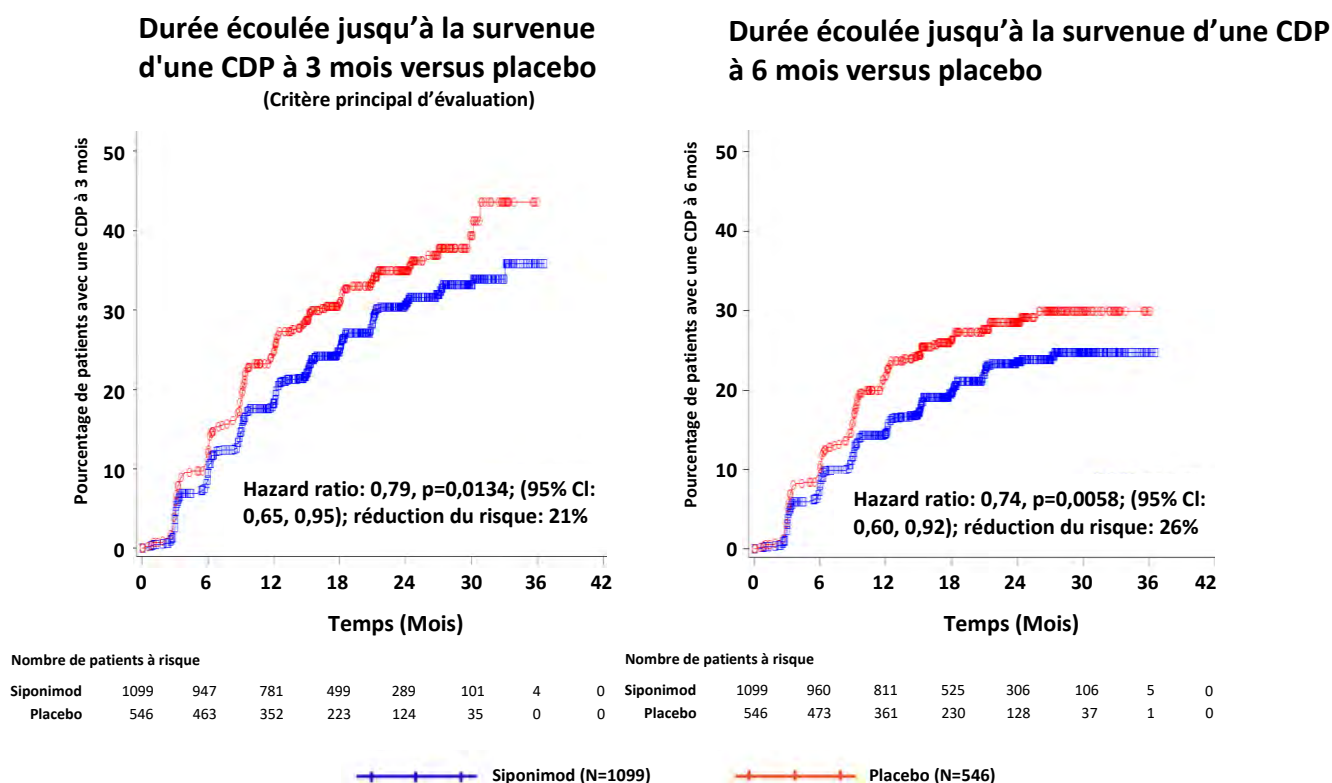 Durée écoulée jusqu'à la survenue
d'une CDP à 3 mois versus placebo
(Critère principal d'évaluation)
Pourcentage de patients avec une CDP à 3 mois
50
40
30
20
10
0
Hazard ratio: 0,79, p=0,0134; (95% Cl:
0,65, 0,95); réduction du risque: 21%
0 6 12 18 24 30 36 42
Temps (Mois)
Nombre de patients à risque
Siponimod 1099 947 781 499 289 101 4 0
Placebo 546 463 352 223 124 35 0 0
Durée écoulée jusqu'à la survenue d'une CDP
à 6 mois versus placebo
Pourcentage de patients avec une CDP à 6 mois
50
40
30
20
10
0
Hazard ratio: 0,74, p=0,0058; (95% Cl:
0,60, 0,92); réduction du risque: 26%
0 6 12 18 24 30 36 42
Temps (Mois)
Nombre de patients à risque
Siponimod 1099 960 811 525 306 106 5 0
Placebo 546 473 361 230 128 37 1 0
Siponimod (N=1099) Placebo (N=546)